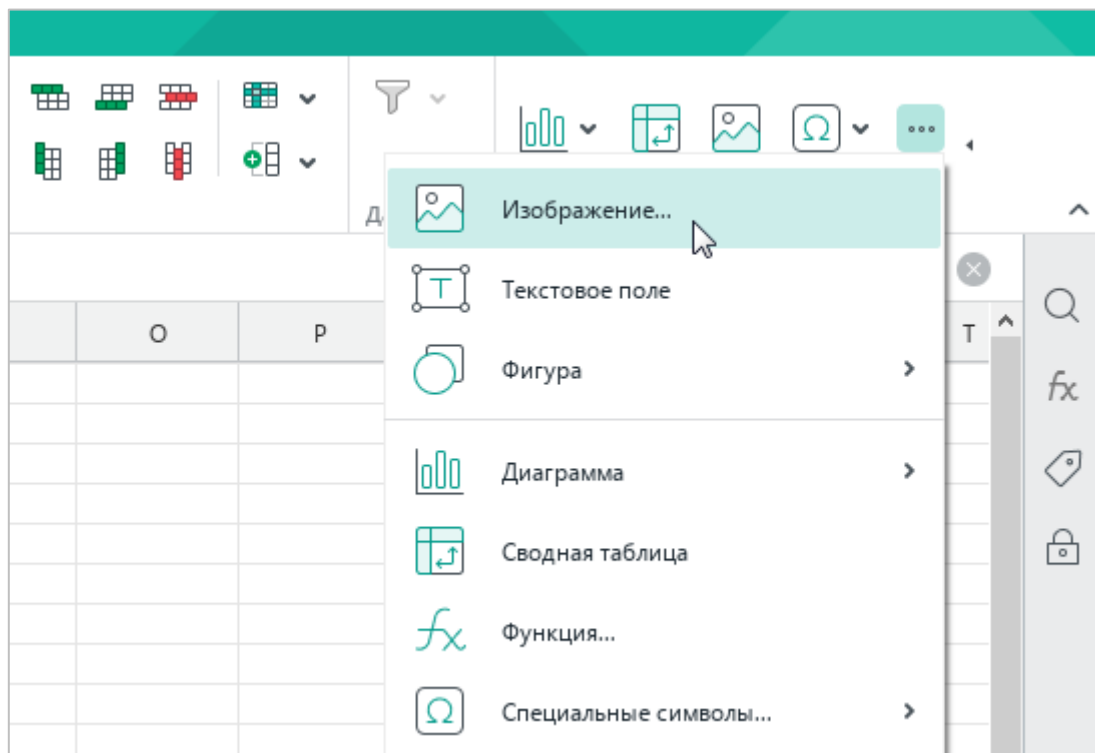 Изображение...
O
P
T
Текстовое поле
Фигура
Диаграмма
Сводная таблица
Функция...
Специальные символы...